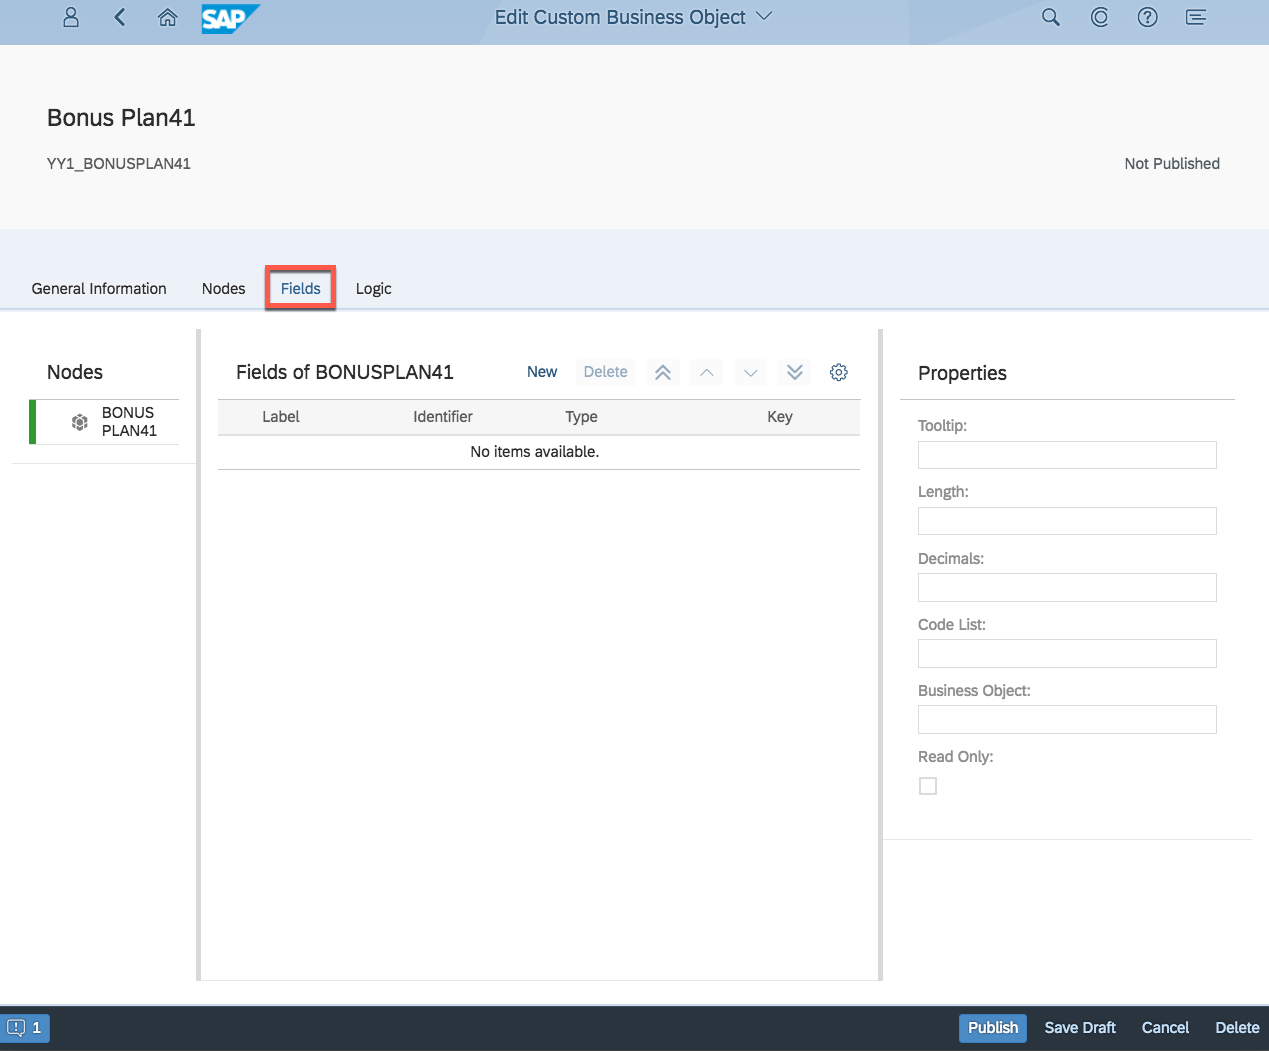 SAP
Edit Custom Business Object
Bonus Plan41
YY1_BONUSPLAN41
Not Published
General Information
Nodes
Fields
Logic
Nodes
BONUS
PLAN41
Fields of BONUSPLAN41
New
Delete
Label
Identifier
Type
Key
No items available.
Properties
Tooltip:
Length:
Decimals:
Code List:
Business Object:
Read Only:
1
Publish
Save Draft
Cancel
Delete